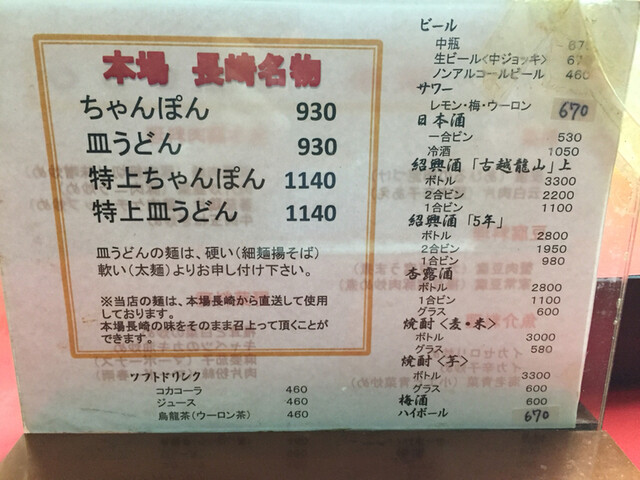 本場 長崎名物
ちゃんぽん 930
皿うどん 930
特上ちゃんぽん 1140
特上皿うどん 1140
皿うどんの麺は、硬い(細麺揚そば)
軟い(太麺)よりお申し付け下さい。
※当店の麺は、本場長崎から直送して使用
しております。
本場長崎の味をそのまま召上って頂くことが
できます。
ソフトドリンク
コカコーラ 460
ジュース 460
烏龍茶(ウーロン茶) 460
ビール
中瓶 670
生ビール<中ジョッキ> 670
ノンアルコールビール 460
サワー
レモン・梅・ウーロン 670
日本酒
一合ビン 530
冷酒 1050
紹興酒「古越龍山」上
ボトル 3300
2合ビン 2200
1合ビン 1100
紹興酒「5年」
ボトル 2800
2合ビン 1950
1合ビン 980
杏露酒
ボトル 2800
1合ビン 1100
グラス 600
焼酎<麦・米>
ボトル 3000
グラス 580
焼酎<芋>
ボトル 3300
グラス 600
梅酒 600
ハイボール 670